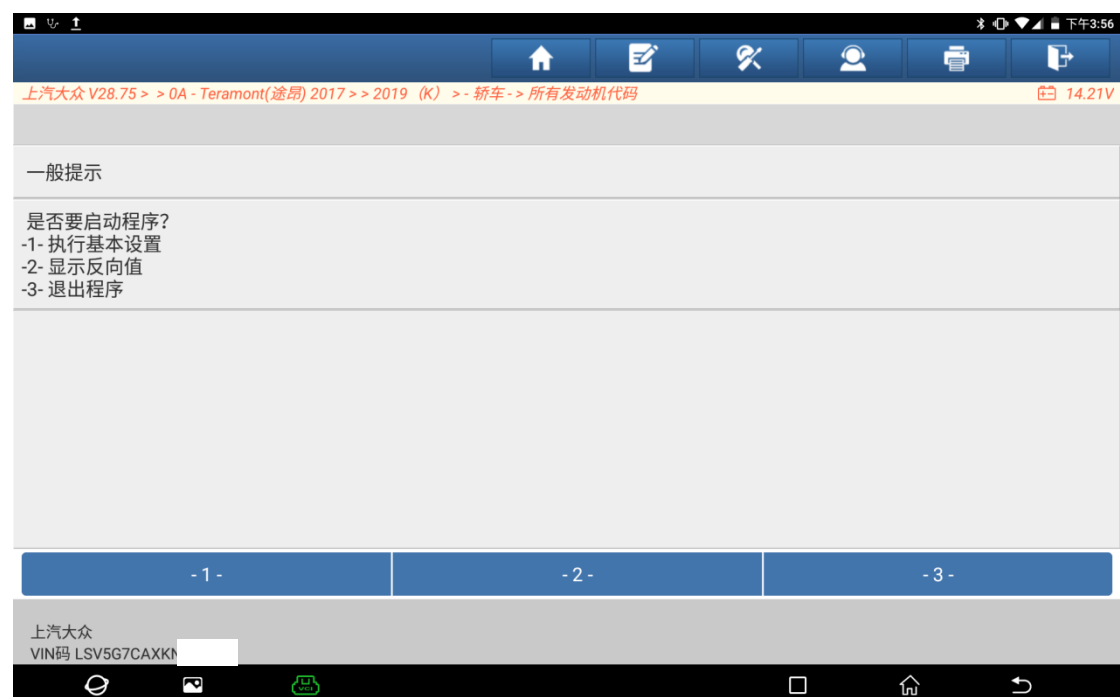 下午3:56
上汽大众 V28.75 > > 0A - Teramont(途昂) 2017 > > 2019（K） > - 轿车 - > 所有发动机代码
14.21V
一般提示
是否要启动程序?
-1- 执行基本设置
-2- 显示反向值
-3- 退出程序
- 1 -
- 2 -
- 3 -
上汽大众
VIN码 LSV5G7CAXKN
VCI